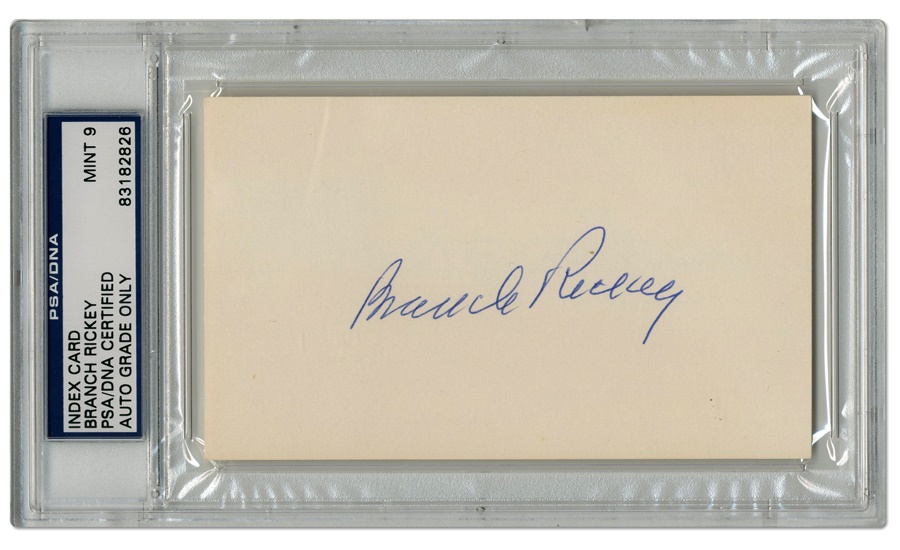 PSA/DNA
INDEX CARD
BRANCH RICKEY MINT 9
PSA/DNA CERTIFIED
AUTO GRADE ONLY 83182826
Branch Rickey